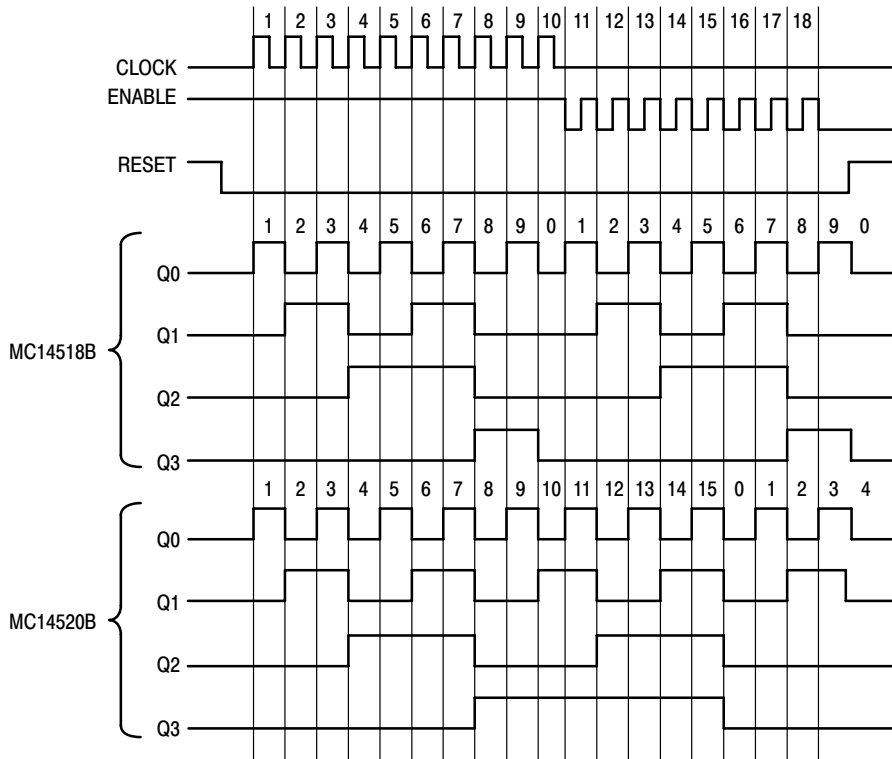 1 2 3 4 5 6 7 8 9 10 11 12 13 14 15 16 17 18
CLOCK
ENABLE
RESET
1 2 3 4 5 6 7 8 9 0 1 2 3 4 5 6 7 8 9 0
Q0
Q1
MC14518B
Q2
Q3
1 2 3 4 5 6 7 8 9 10 11 12 13 14 15 0 1 2 3 4
Q0
Q1
MC14520B
Q2
Q3